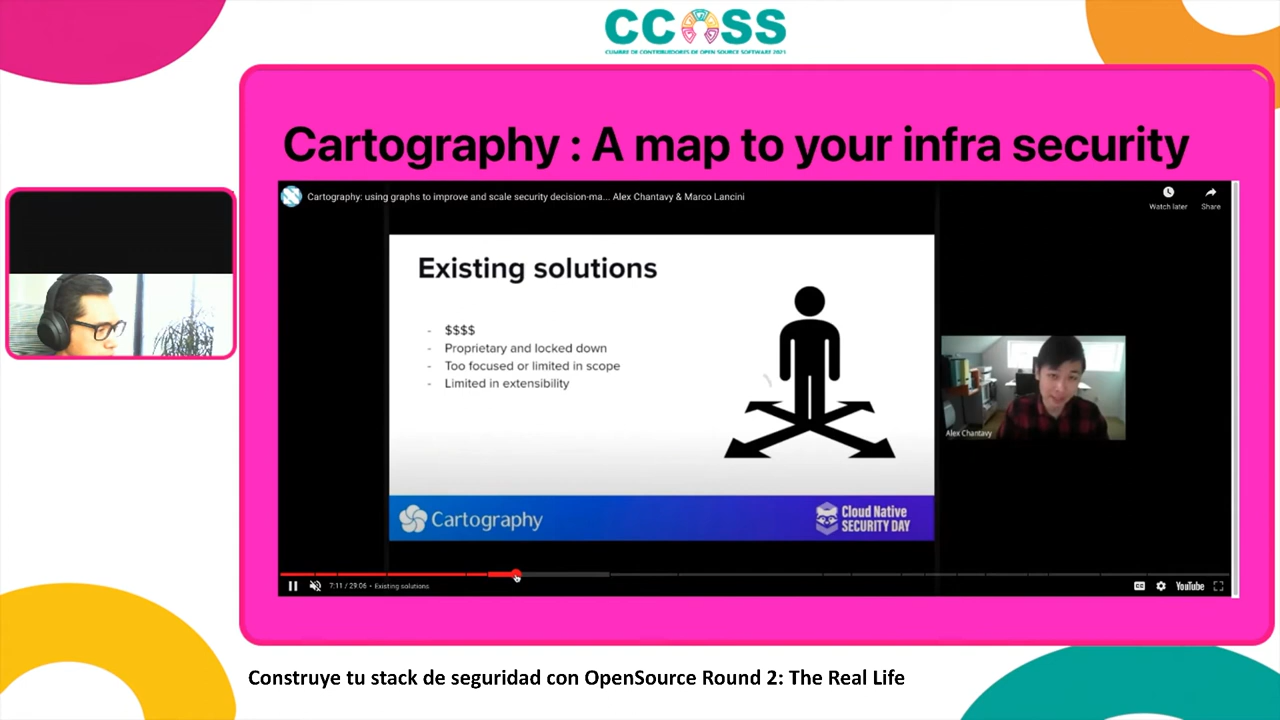 CCOSS
CUMBRE DE CONTRIBUIDORES DE OPEN SOURCE SOFTWARE 2021
Cartography : A map to your infra security
Cartography: using graphs to improve and scale security decision-ma... Alex Chantavy & Marco Lancini
Watch later
Share
Existing solutions
- $$$$
- Proprietary and locked down
- Too focused or limited in scope
- Limited in extensibility
Alex Chantavy
Cartography
Cloud Native
SECURITY DAY
7:11 / 29:06 • Existing solutions
CC
YouTube
Construye tu stack de seguridad con OpenSource Round 2: The Real Life